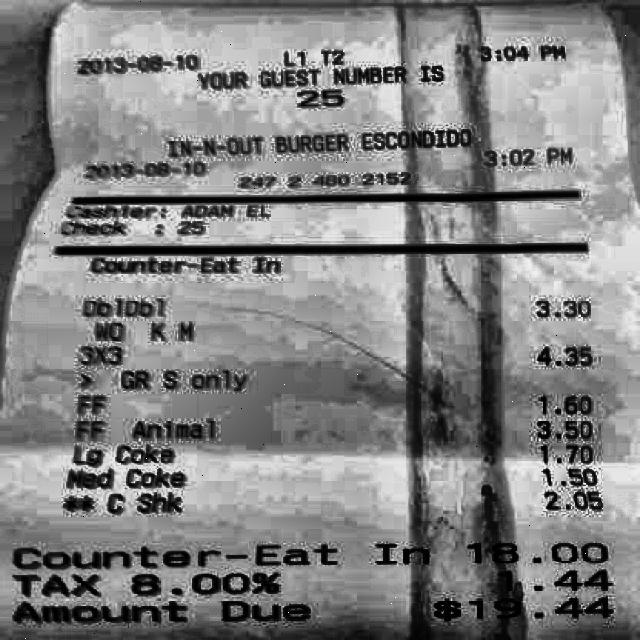 L1 T2
2013-08-10 3:04 PM
YOUR GUEST NUMBER IS
25
IN-N-OUT BURGER ESCONDIDO
2013-08-10 3:02 PM
247 2 400 2152
Cashier: ADAM EL
Check : 25
Counter-Eat In
DblDbl 3.30
MO K M
3X3 4.35
> GR S only
FF 1.60
FF Animal 3.50
Lg Coke 1.70
Med Coke 1.50
## C Shk 2.05
Counter-Eat In 18.00
TAX 8.00% 1.44
Amount Due $19.44